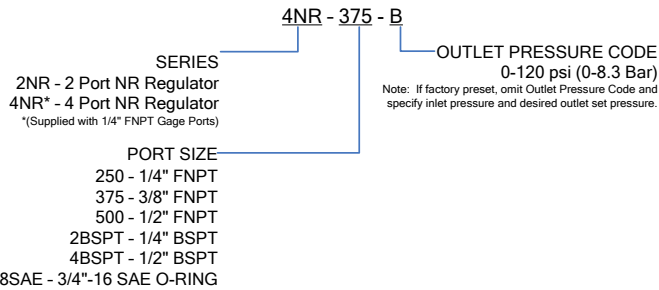 4NR - 375 - B
SERIES
2NR - 2 Port NR Regulator
4NR* - 4 Port NR Regulator
*(Supplied with 1/4" FNPT Gage Ports)
OUTLET PRESSURE CODE
0-120 psi (0-8.3 Bar)
Note: If factory preset, omit Outlet Pressure Code and
specify inlet pressure and desired outlet set pressure.
PORT SIZE
250 - 1/4" FNPT
375 - 3/8" FNPT
500 - 1/2" FNPT
2BSPT - 1/4" BSPT
4BSPT - 1/2" BSPT
8SAE - 3/4"-16 SAE O-RING